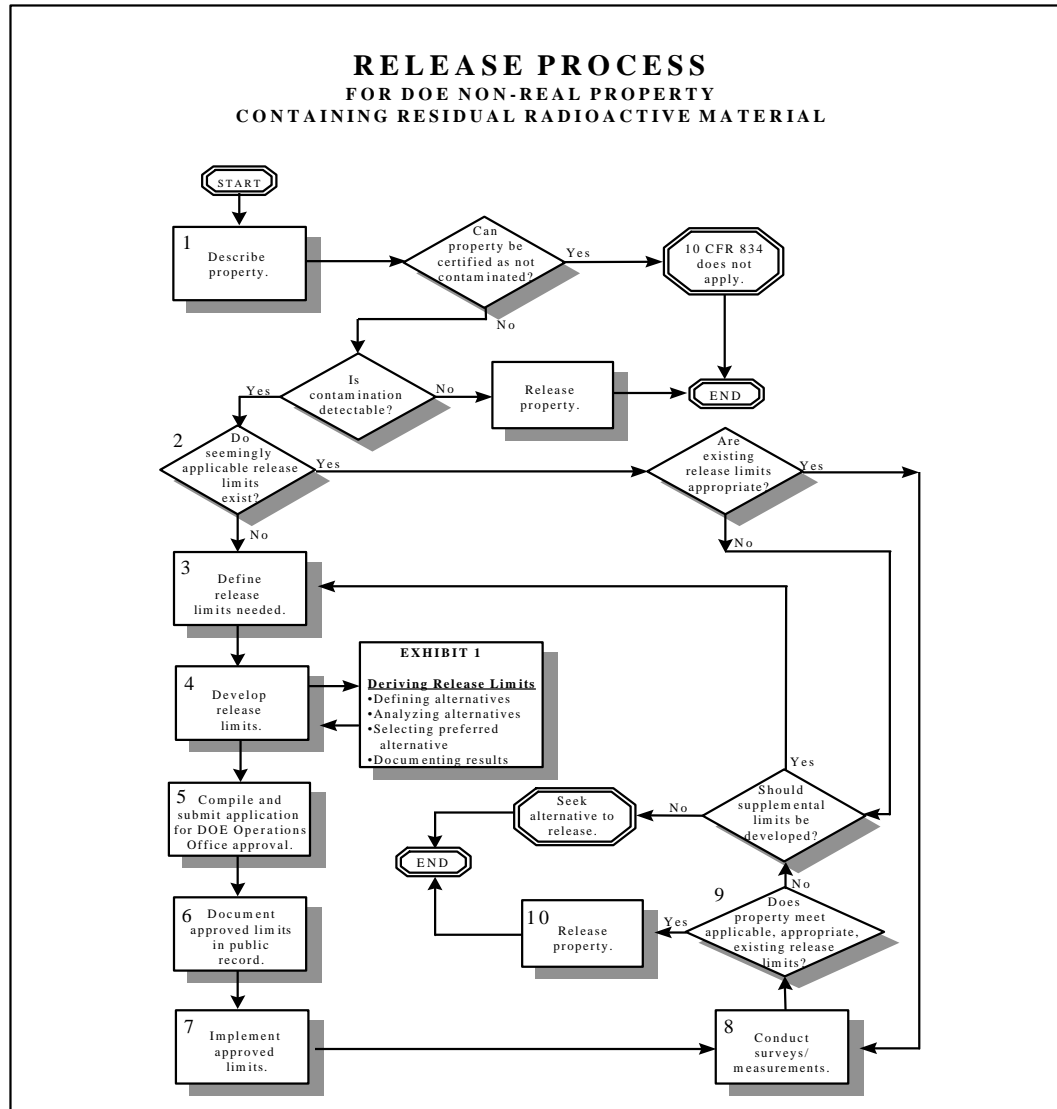 RELEASE PROCESS
FOR DOE NON-REAL PROPERTY
CONTAINING RESIDUAL RADIOACTIVE MATERIAL
START
1
Describe
property.
Can
property be
certified as not
contaminated?
Yes
10 CFR 834
does not
apply.
No
Is
contamination
detectable?
Yes
No
Release
property.
END
2
Do
seemingly
applicable release
limits
exist?
Yes
Are
existing
release limits
appropriate?
Yes
No
No
3
Define
release
limits needed.
4
Develop
release
limits.
EXHIBIT 1
Deriving Release Limits
•Defining alternatives
•Analyzing alternatives
•Selecting preferred
alternative
•Documenting results
5
Compile and
submit application
for DOE Operations
Office approval.
Seek
alternative to
release.
No
Yes
Should
supplemental
limits be
developed?
END
6
Document
approved limits
in public
record.
10
Release
property.
Yes
9
No
Does
property meet
applicable, appropriate,
existing release
limits?
7
Implement
approved
limits.
8
Conduct
surveys/
measurements.